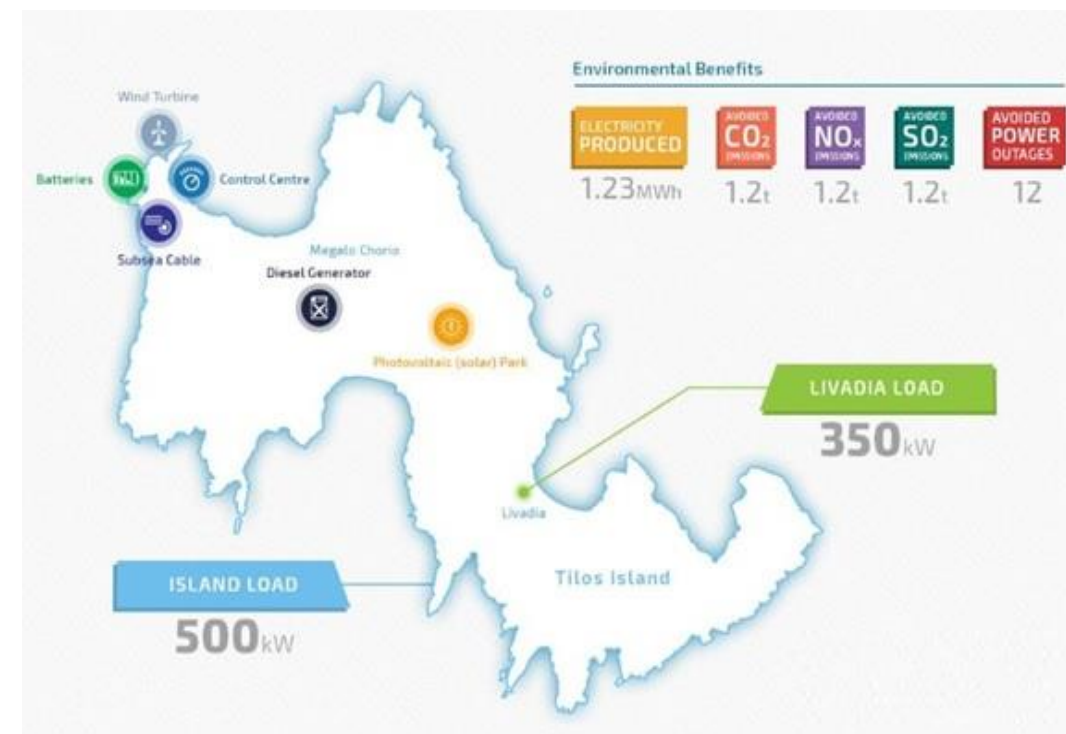 Environmental Benefits
ELECTRICITY
PRODUCED
1.23MWh
AVOIDED
CO₂
EMISSIONS
1.2t
AVOIDED
NOx
EMISSIONS
1.2t
AVOIDED
SO₂
EMISSIONS
1.2t
AVOIDED
POWER
OUTAGES
12
Wind Turbine
Batteries
Control Centre
Subsea Cable
Megalo Chorio
Diesel Generator
Photovoltaic (solar) Park
LIVADIA LOAD
350kW
Livadia
Tilos Island
ISLAND LOAD
500kW